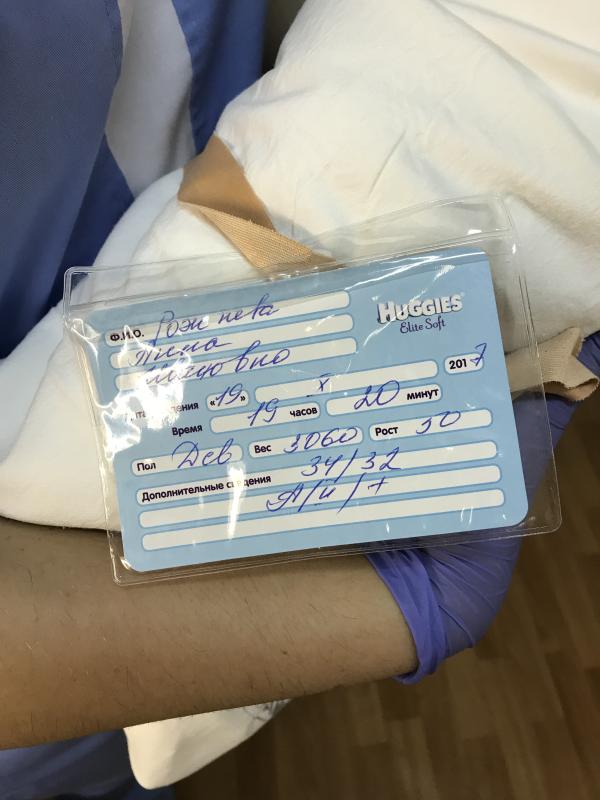 HUGGIES
Elite Soft
Ф.И.О. Рожнева
«19» X 2017
Время 19 часов 20 минут
Пол Дев Вес 3060 Рост 50
Дополнительные сведения 34/32